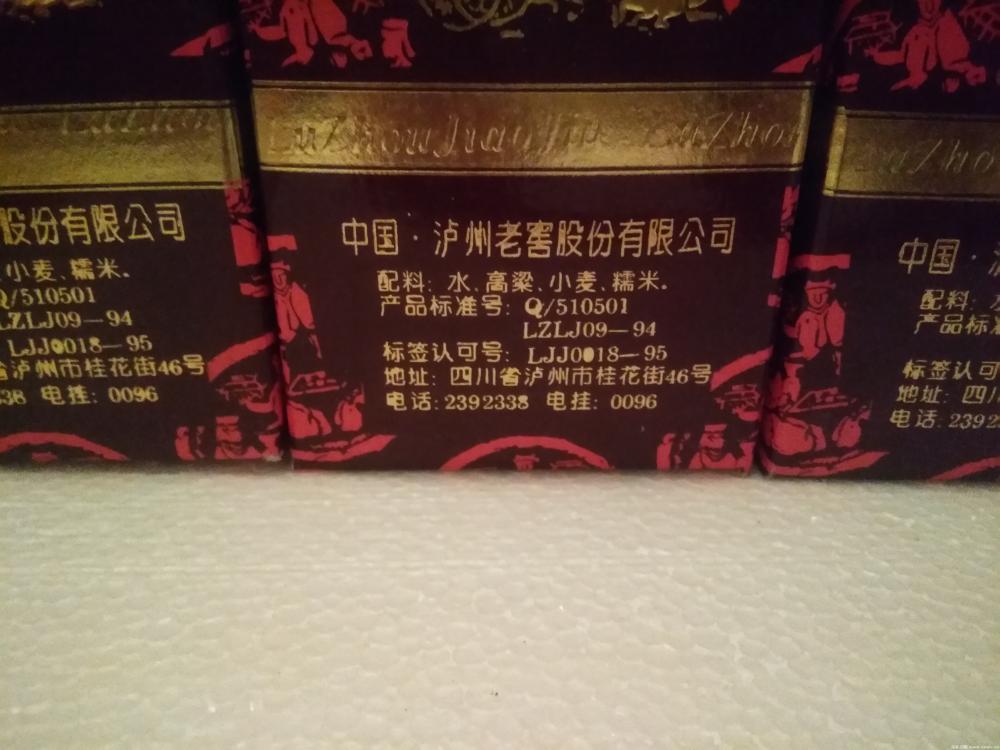 LuZhouLaoJiao LuZhou
股份有限公司
小麦、糯米。
Q/510501
LZLJ09—94
LJJ0018—95
省泸州市桂花街46号
338 电挂: 0096
中国·泸州老窖股份有限公司
配料: 水、高粱、小麦、糯米。
产品标准号: Q/510501
LZLJ09—94
标签认可号: LJJ0018—95
地址: 四川省泸州市桂花街46号
电话: 2392338 电挂: 0096
中国·
配料:
产品标
标签认可
地址: 四川
电话: 2392